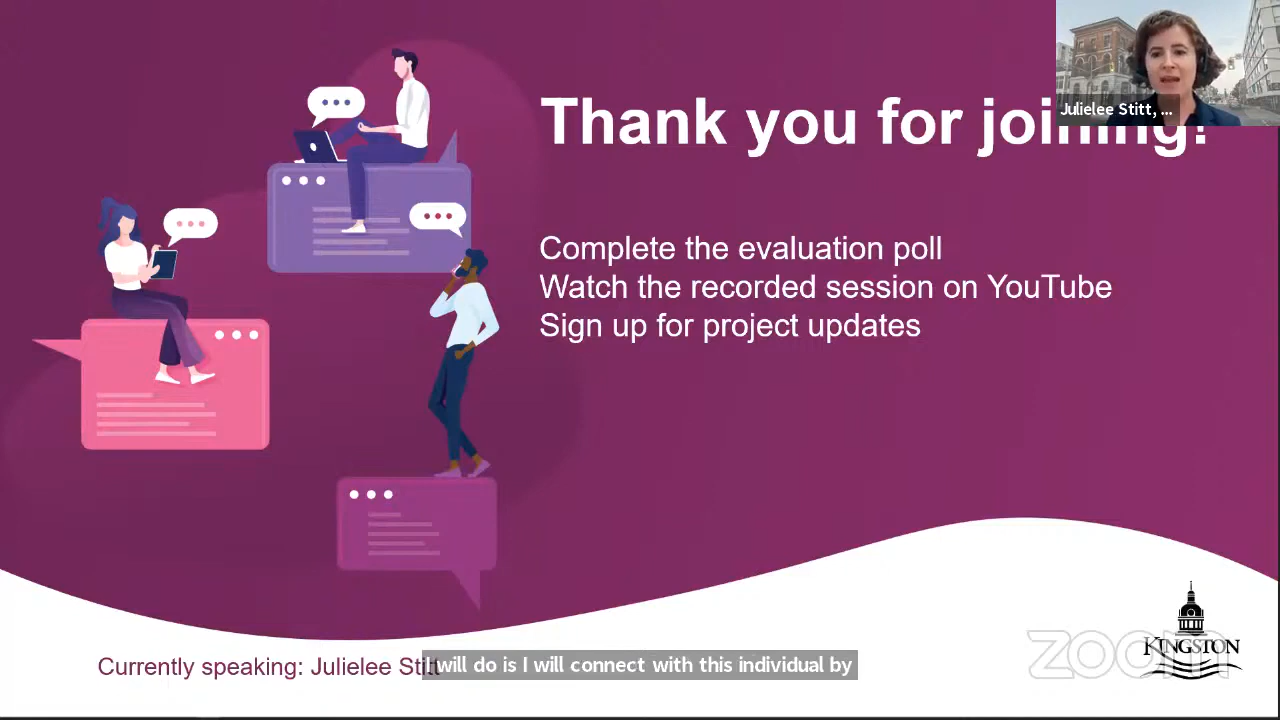 Thank you for joining!
Julielee Stitt, ...
Complete the evaluation poll
Watch the recorded session on YouTube
Sign up for project updates
Currently speaking: Julielee Stitt
will do is I will connect with this individual by
zoom
KINGSTON